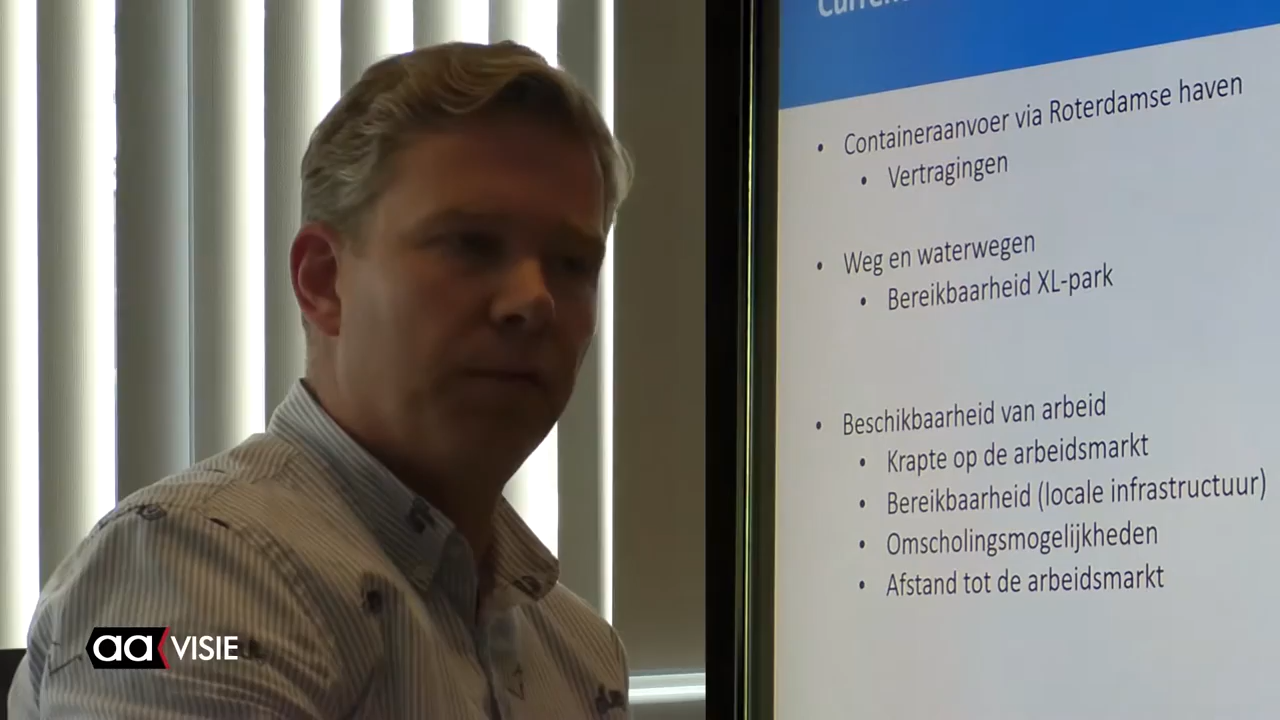 • Containeraanvoer via Roterdamse haven
• Vertragingen
• Weg en waterwegen
• Bereikbaarheid XL-park
• Beschikbaarheid van arbeid
• Krapte op de arbeidsmarkt
• Bereikbaarheid (locale infrastructuur)
• Omscholingsmogelijkheden
• Afstand tot de arbeidsmarkt
aa VISIE